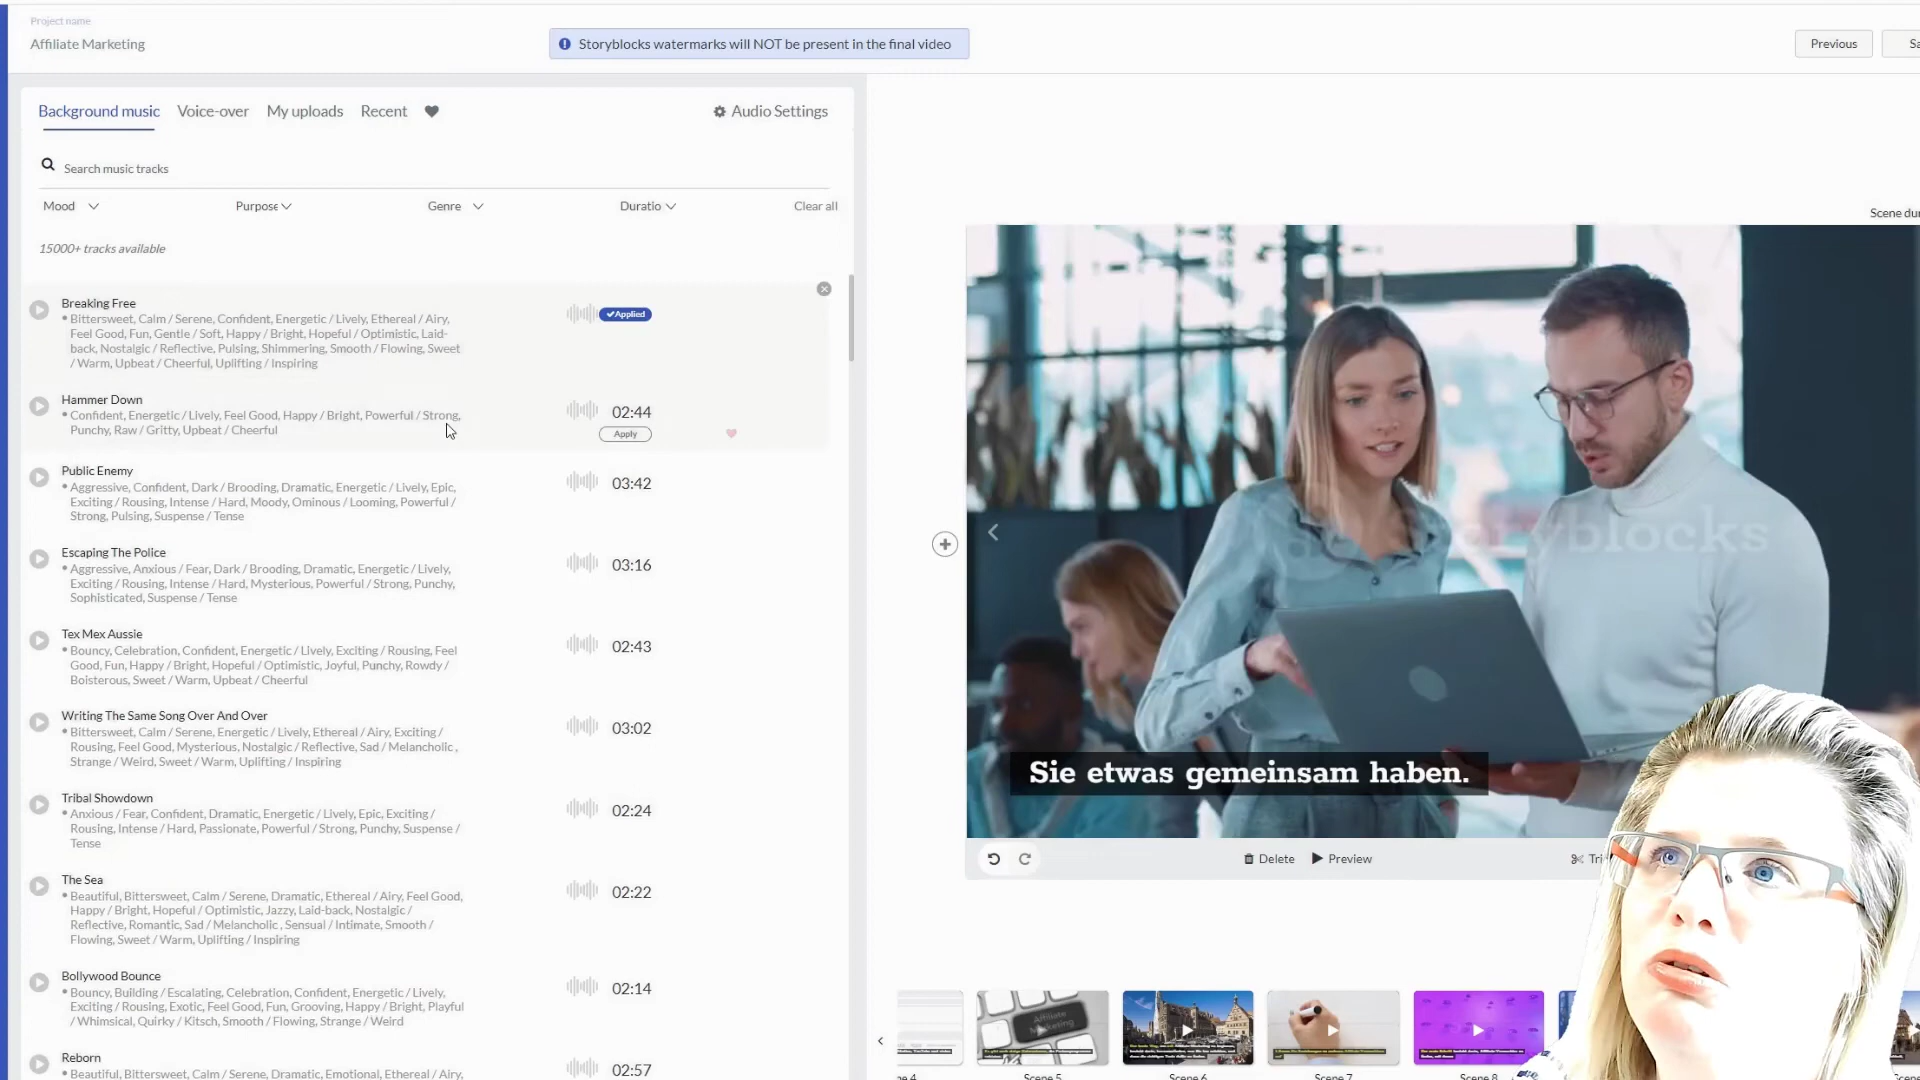 Project name
Affiliate Marketing
Storyblocks watermarks will NOT be present in the final video
Previous
Background music
Voice-over
My uploads
Recent
Audio Settings
Search music tracks
Mood
Purpose
Genre
Duratio
Clear all
15000+ tracks available
Scene du
Breaking Free
• Bittersweet, Calm / Serene, Confident, Energetic / Lively, Ethereal / Airy,
Feel Good, Fun, Gentle / Soft, Happy / Bright, Hopeful / Optimistic, Laid-
back, Nostalgic / Reflective, Pulsing, Shimmering, Smooth / Flowing, Sweet
/ Warm, Upbeat / Cheerful, Uplifting / Inspiring
Applied
Hammer Down
• Confident, Energetic / Lively, Feel Good, Happy / Bright, Powerful / Strong,
Punchy, Raw / Gritty, Upbeat / Cheerful
02:44
Apply
Public Enemy
• Aggressive, Confident, Dark / Brooding, Dramatic, Energetic / Lively, Epic,
Exciting / Rousing, Intense / Hard, Moody, Ominous / Looming, Powerful /
Strong, Pulsing, Suspense / Tense
03:42
Escaping The Police
• Aggressive, Anxious / Fear, Dark / Brooding, Dramatic, Energetic / Lively,
Exciting / Rousing, Intense / Hard, Mysterious, Powerful / Strong, Punchy,
Sophisticated, Suspense / Tense
03:16
Tex Mex Aussie
• Bouncy, Celebration, Confident, Energetic / Lively, Exciting / Rousing, Feel
Good, Fun, Happy / Bright, Hopeful / Optimistic, Joyful, Punchy, Rowdy /
Boisterous, Sweet / Warm, Upbeat / Cheerful
02:43
Writing The Same Song Over And Over
• Bittersweet, Calm / Serene, Energetic / Lively, Ethereal / Airy, Exciting /
Rousing, Feel Good, Mysterious, Nostalgic / Reflective, Sad / Melancholic ,
Strange / Weird, Sweet / Warm, Uplifting / Inspiring
03:02
Tribal Showdown
• Anxious / Fear, Confident, Dramatic, Energetic / Lively, Epic, Exciting /
Rousing, Intense / Hard, Passionate, Powerful / Strong, Punchy, Suspense /
Tense
02:24
The Sea
• Beautiful, Bittersweet, Calm / Serene, Dramatic, Ethereal / Airy, Feel Good,
Happy / Bright, Hopeful / Optimistic, Jazzy, Laid-back, Nostalgic /
Reflective, Romantic, Sad / Melancholic , Sensual / Intimate, Smooth /
Flowing, Sweet / Warm, Uplifting / Inspiring
02:22
Bollywood Bounce
• Bouncy, Building / Escalating, Celebration, Confident, Energetic / Lively,
Exciting / Rousing, Exotic, Feel Good, Fun, Grooving, Happy / Bright, Playful
/ Whimsical, Quirky / Kitsch, Smooth / Flowing, Strange / Weird
02:14
Reborn
• Beautiful, Bittersweet, Calm / Serene, Dramatic, Emotional, Ethereal / Airy,
02:57
Storyblocks
Sie etwas gemeinsam haben.
Delete
Preview
Tri
Affiliate
Marketing
Scene 5
Scene 6
Scene 7
Scene 8